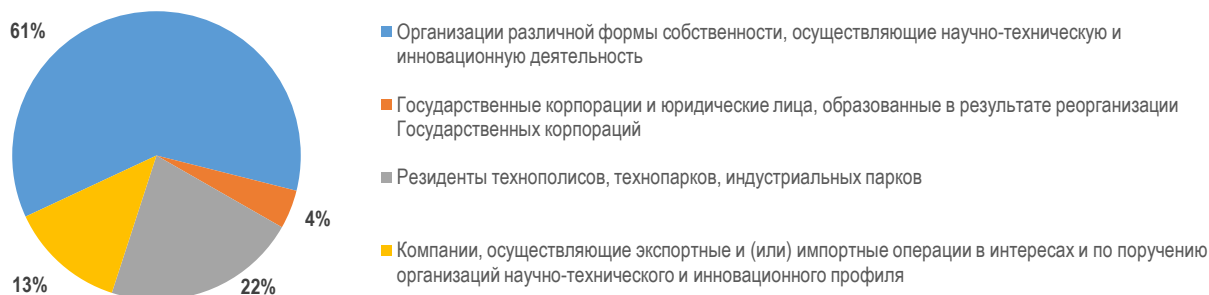 61%
4%
22%
13%
Организации различной формы собственности, осуществляющие научно-техническую и
инновационную деятельность
Государственные корпорации и юридические лица, образованные в результате реорганизации
Государственных корпораций
Резиденты технополисов, технопарков, индустриальных парков
Компании, осуществляющие экспортные и (или) импортные операции в интересах и по поручению
организаций научно-технического и инновационного профиля